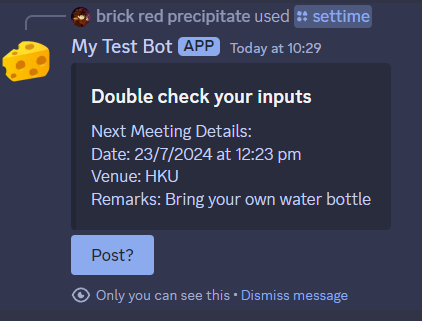 brick red precipitate used settime
My Test Bot APP Today at 10:29
Double check your inputs
Next Meeting Details:
Date: 23/7/2024 at 12:23 pm
Venue: HKU
Remarks: Bring your own water bottle
Post?
Only you can see this • Dismiss message